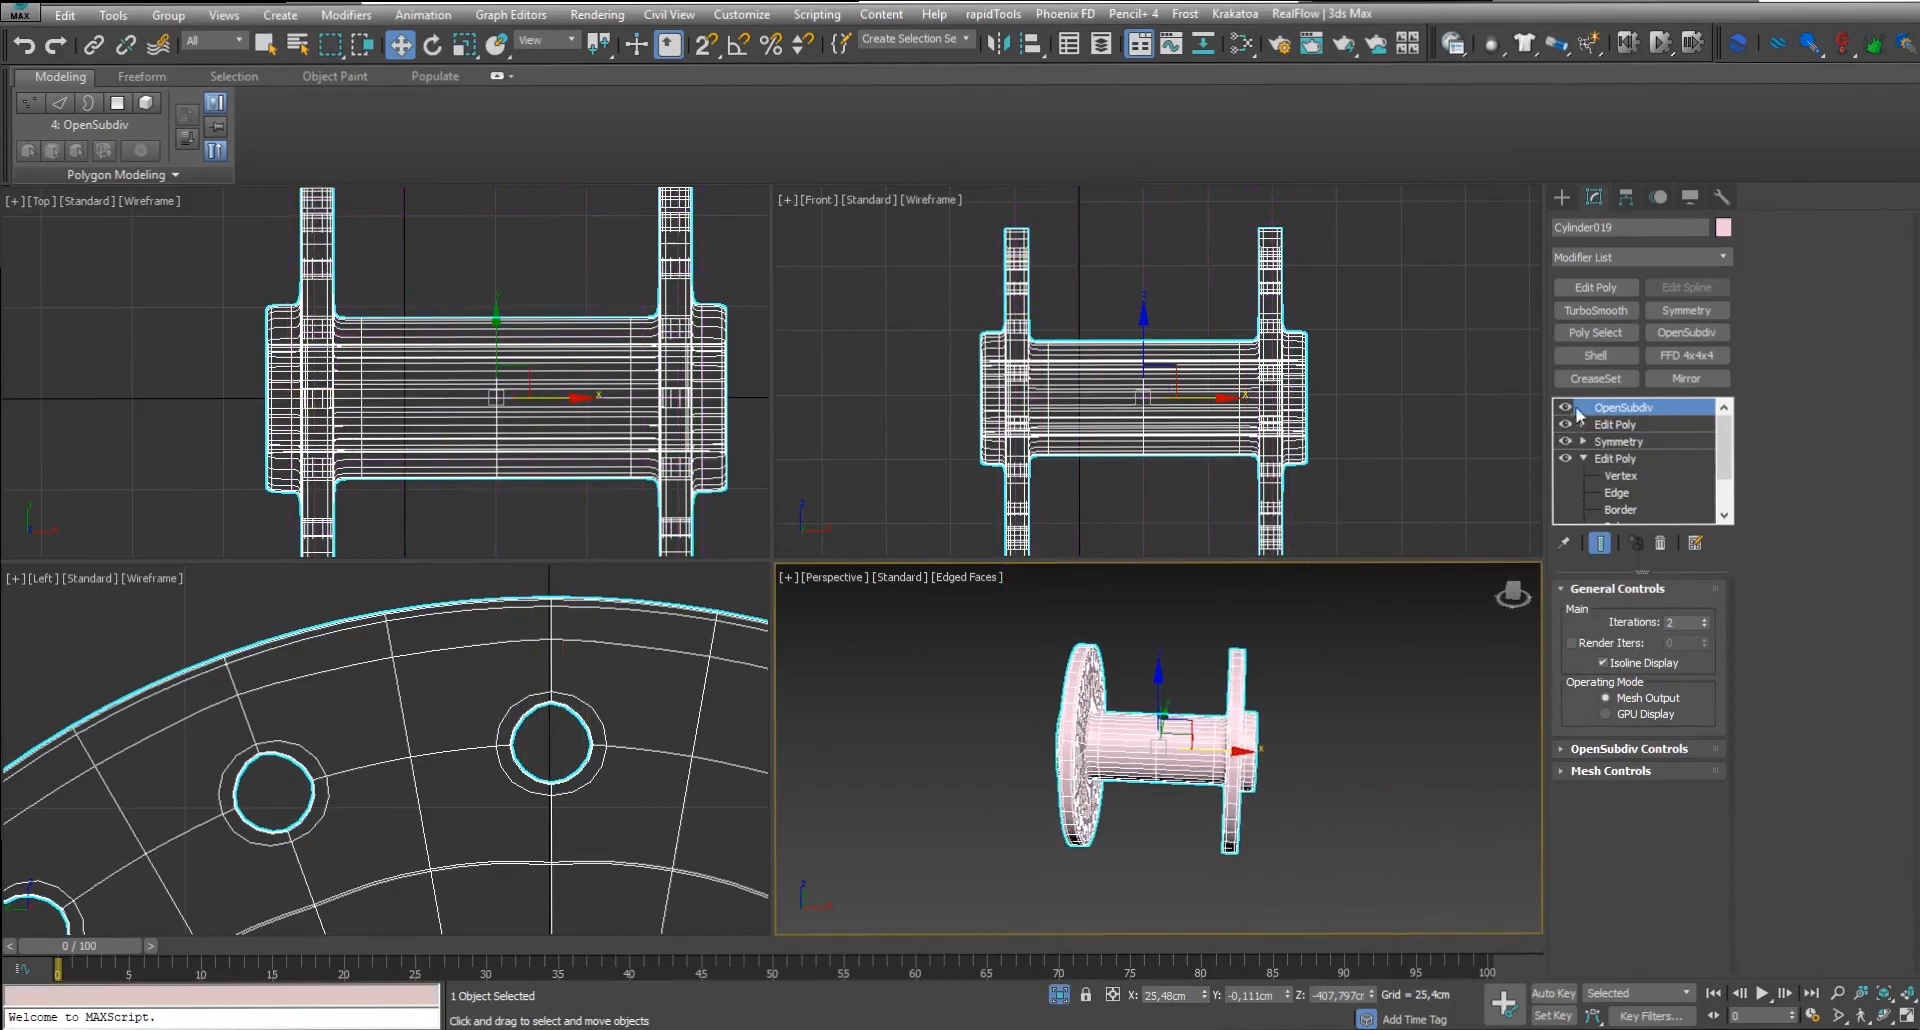 MAX Edit Tools Group Views Create Modifiers Animation Graph Editors Rendering Civil View Customize Scripting Content Help rapidTools Phoenix FD Pencil+ 4 Frost Krakatoa RealFlow | 3ds Max
All View Create Selection Se
Modeling Freeform Selection Object Paint Populate
4: OpenSubdiv
Polygon Modeling
[+] [Top] [Standard] [Wireframe]
[+] [Front] [Standard] [Wireframe]
[+] [Left] [Standard] [Wireframe]
[+] [Perspective] [Standard] [Edged Faces]
Cylinder019
Modifier List
Edit Poly Edit Spline
TurboSmooth Symmetry
Poly Select OpenSubdiv
Shell FFD 4x4x4
CreaseSet Mirror
OpenSubdiv
Edit Poly
Symmetry
Edit Poly
Vertex
Edge
Border
General Controls
Main
Iterations: 2
Render Iters: 0
Isoline Display
Operating Mode
Mesh Output
GPU Display
OpenSubdiv Controls
Mesh Controls
< 0 / 100 >
0 5 10 15 20 25 30 35 40 45 50 55 60 65 70 75 80 85 90 95 100
1 Object Selected X: 25,48cm Y: -0,111cm Z: -407,797cr Grid = 25,4cm Auto Key Selected
Welcome to MAXScript. Click and drag to select and move objects Add Time Tag Set Key Key Filters... 0